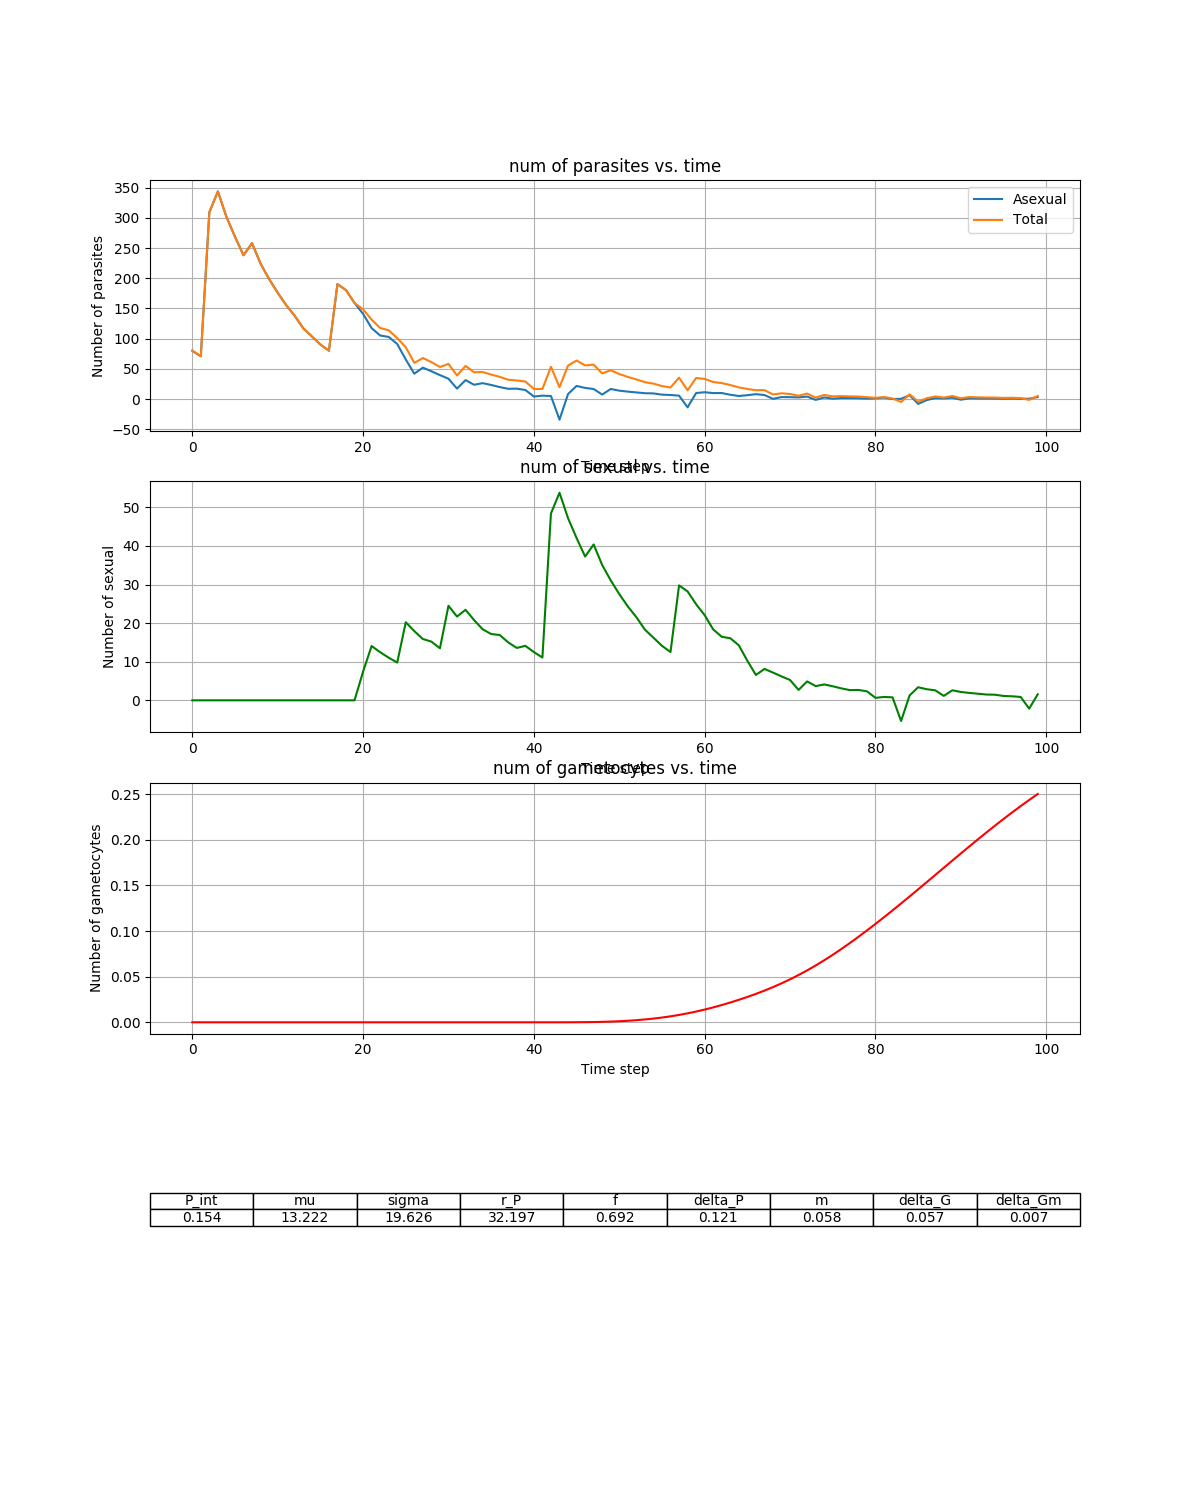 num of parasites vs. time
Number of parasites
350
300
250
200
150
100
50
0
−50
Asexual
Total
0 20 40 60 80 100
Time step
num of sexual vs. time
Number of sexual
50
40
30
20
10
0
0 20 40 60 80 100
Time step
num of gametocytes vs. time
Number of gametocytes
0.25
0.20
0.15
0.10
0.05
0.00
0 20 40 60 80 100
Time step
P_int mu sigma r_P f delta_P m delta_G delta_Gm
0.154 13.222 19.626 32.197 0.692 0.121 0.058 0.057 0.007